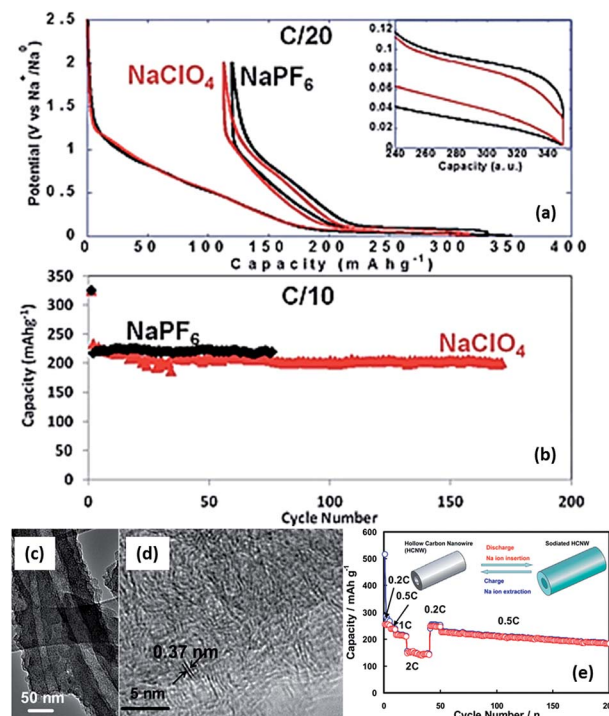 C/20
NaClO4 NaPF6
Potential (V vs Na+/Na0)
2.5
2
1.5
1
0.5
0
0 50 100 150 200 250 300 350 400
Capacity (mAhg-1)
0.12
0.1
0.08
0.06
0.04
0.02
0
240 260 280 300 320 340
Capacity (a.u.)
(a)
C/10
NaPF6
NaClO4
Capacity (mAhg-1)
350
300
250
200
150
100
50
0
0 50 100 150 200
Cycle Number
(b)
(c)
50 nm
(d)
0.37 nm
5 nm
Capacity / mAh g-1
600
500
400
300
200
100
0
0 50 100 150 200
Cycle Number / n
0.2C
0.5C
1C
2C
0.2C
0.5C
Hollow Carbon Nanowire
(HCNW)
Discharge
Na ion insertion
Charge
Na ion extraction
Sodiated HCNW
(e)